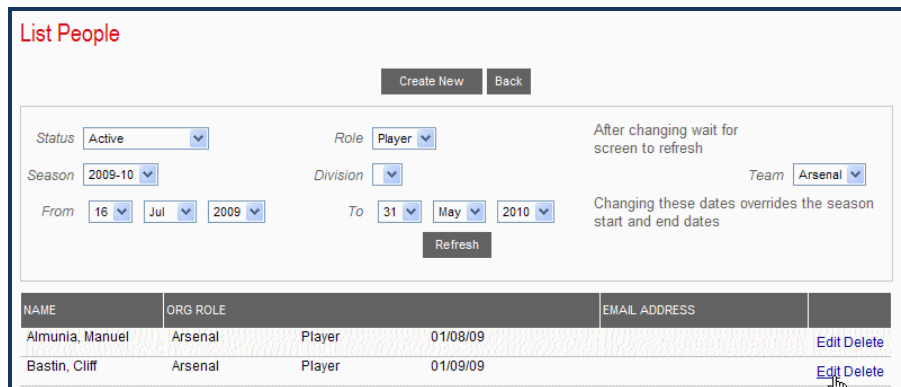 List People
Create New Back
Status Active Role Player After changing wait for
screen to refresh
Season 2009-10 Division Team Arsenal
From 16 Jul 2009 To 31 May 2010 Changing these dates overrides the season
start and end dates
Refresh
NAME ORG ROLE EMAIL ADDRESS
Almunia, Manuel Arsenal Player 01/08/09 Edit Delete
Bastin, Cliff Arsenal Player 01/09/09 Edit Delete